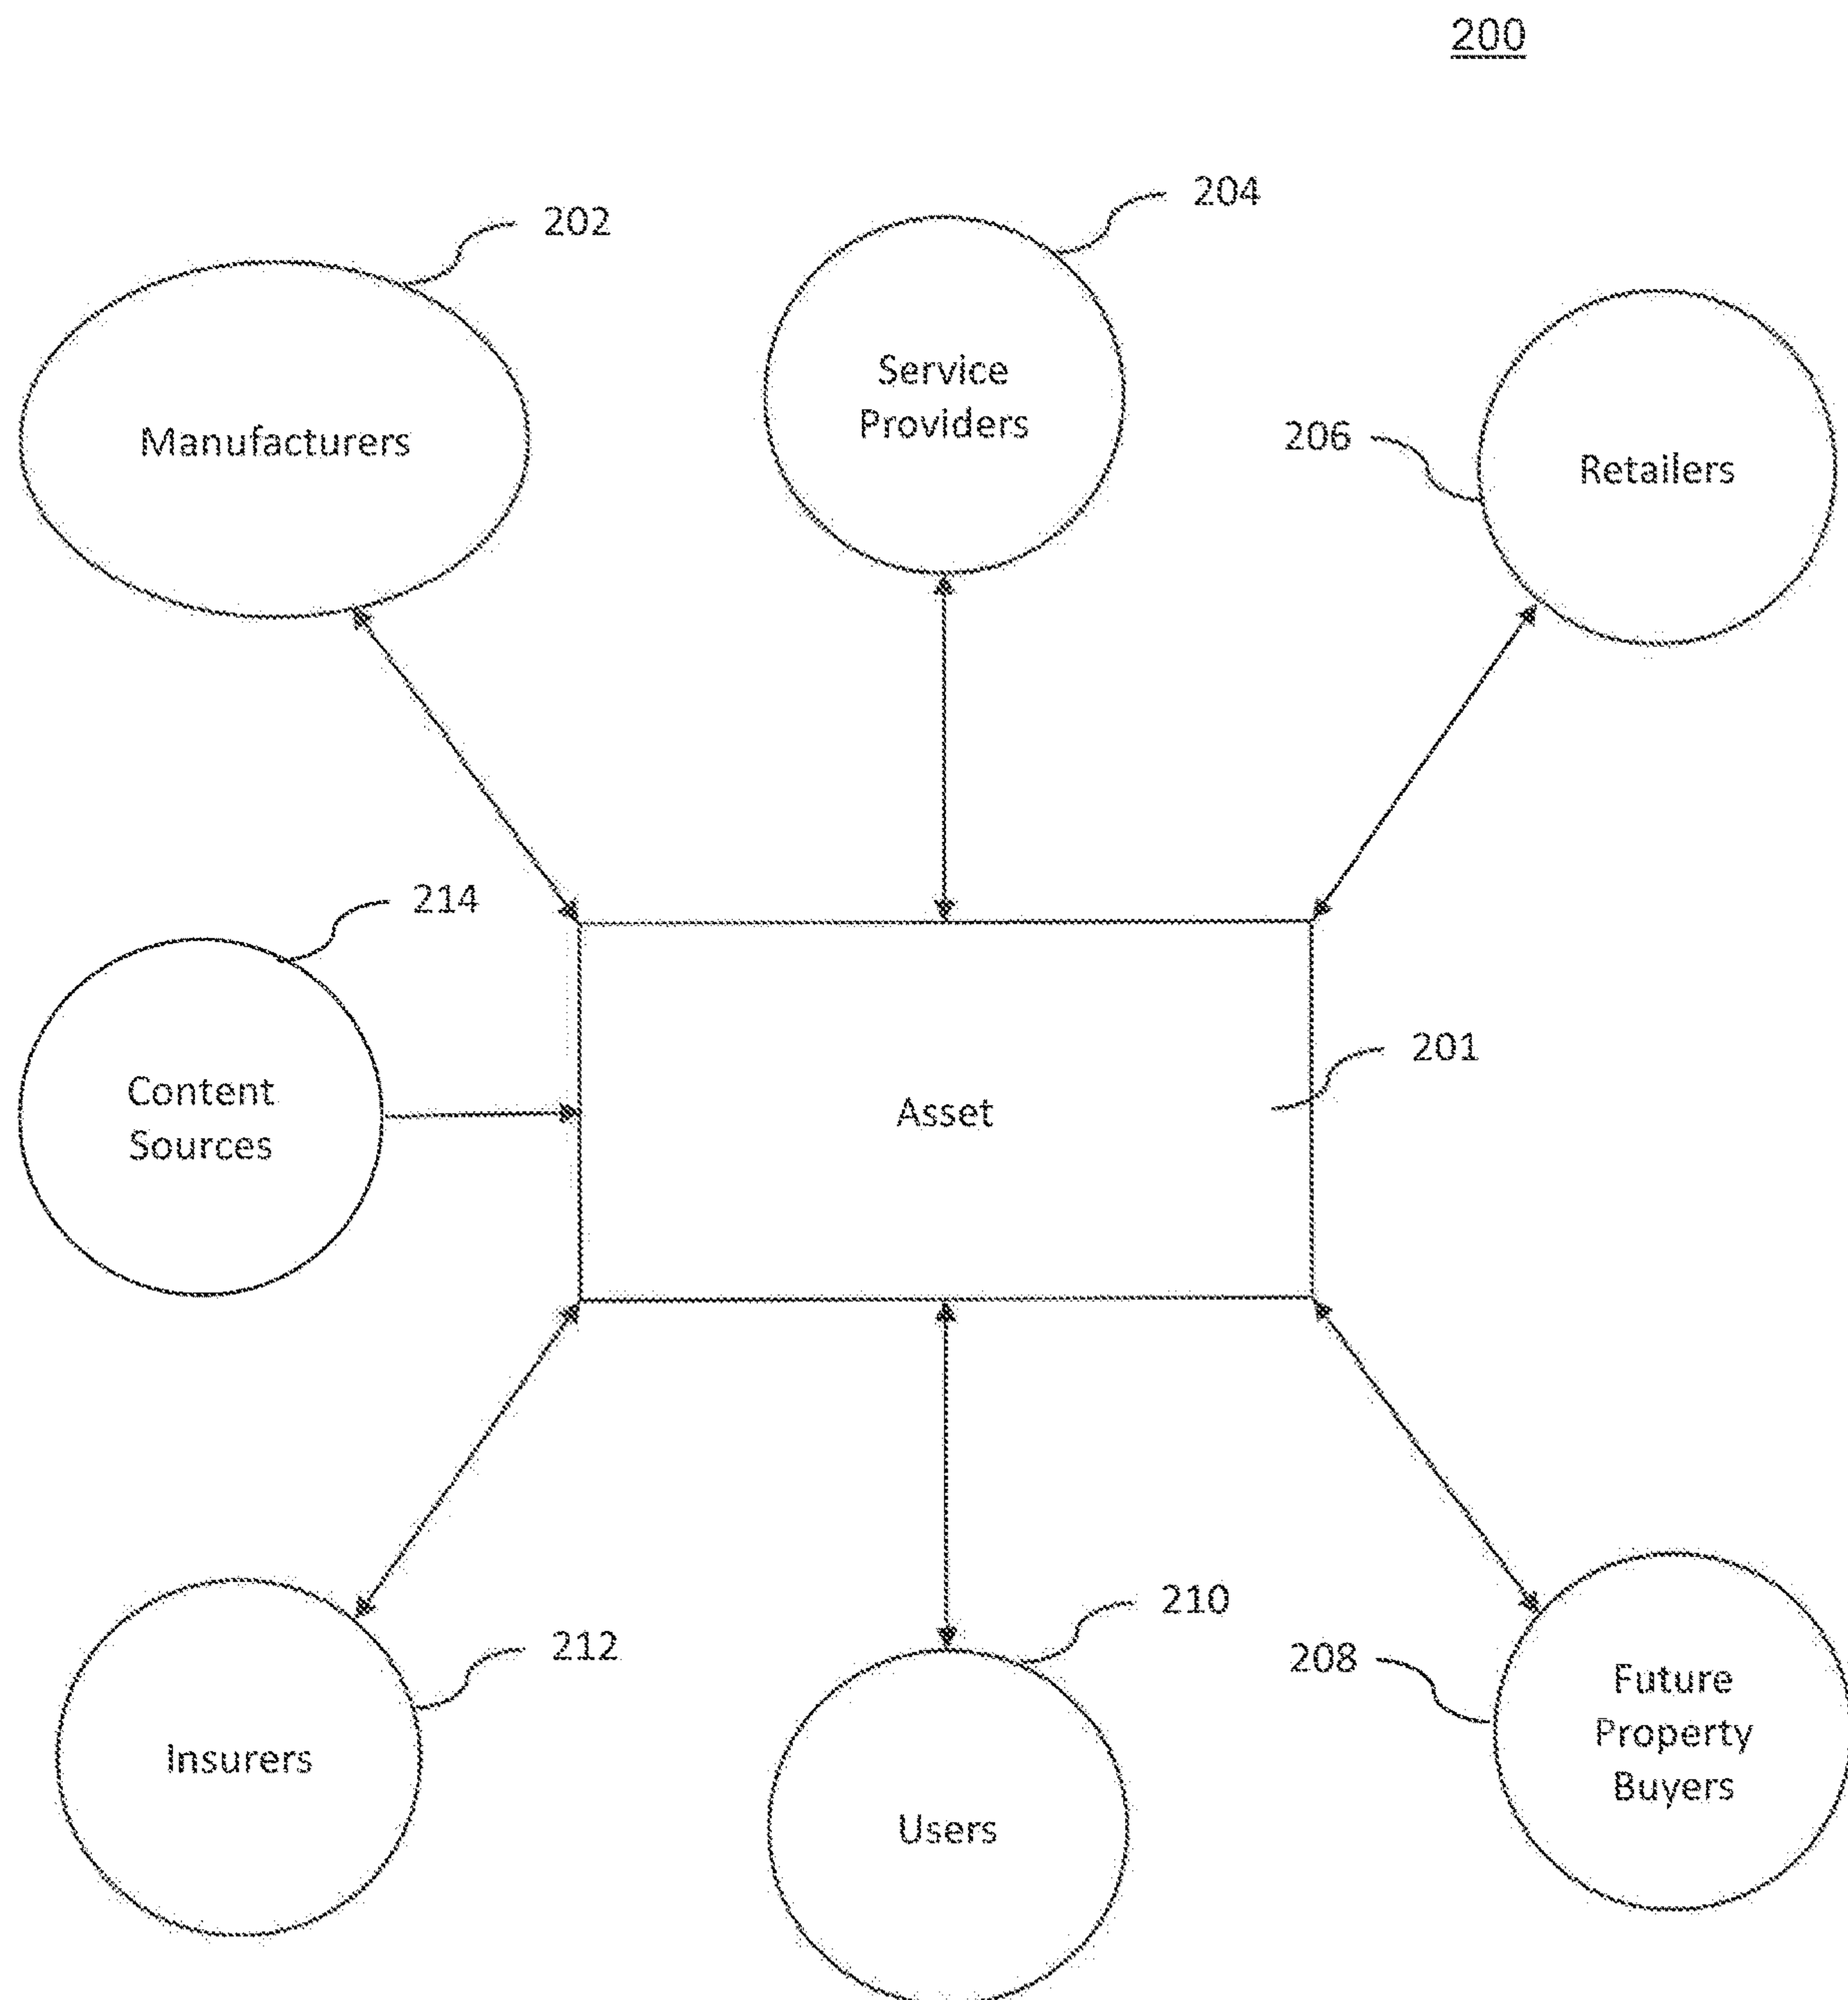 200
202
204
Manufacturers
Service
Providers
206
Retailers
214
Content
Sources
Asset
201
Insurers
212
Users
210
208
Future
Property
Buyers